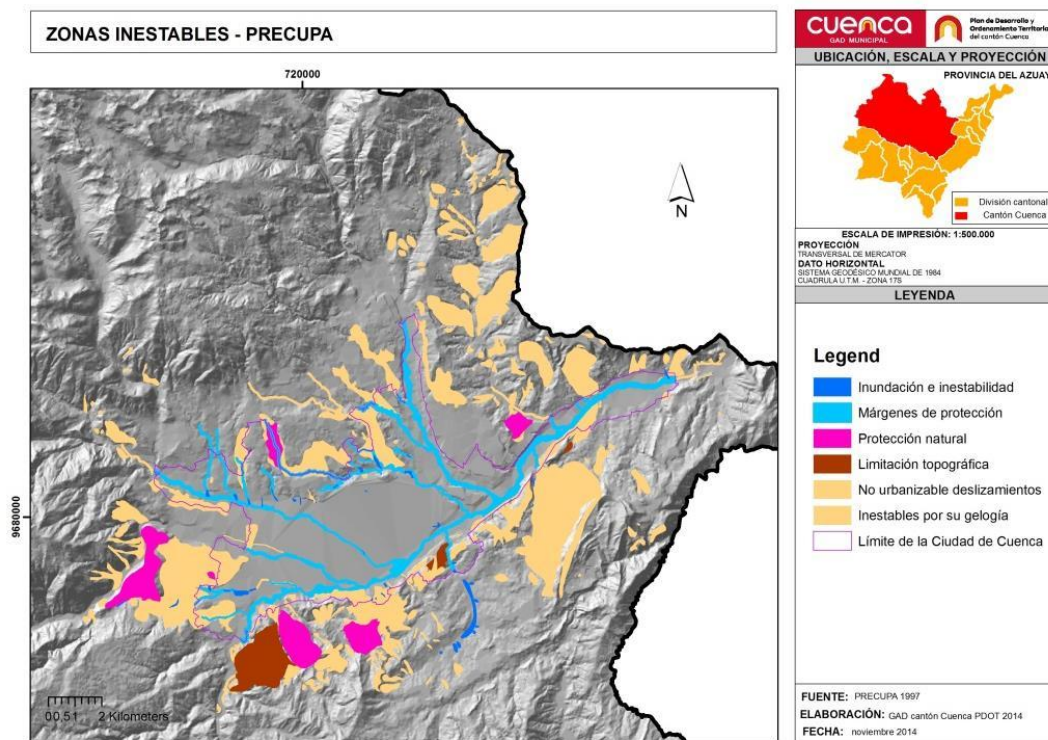 ZONAS INESTABLES - PRECUPA
720000
9680000
N
00.51 2 Kilometers
cuenca
GAD MUNICIPAL
Plan de Desarrollo y
Ordenamiento Territorial
del cantón Cuenca
UBICACIÓN, ESCALA Y PROYECCIÓN
PROVINCIA DEL AZUAY
División cantonal
Cantón Cuenca
ESCALA DE IMPRESIÓN: 1:500.000
PROYECCIÓN
TRANSVERSAL DE MERCATOR
DATO HORIZONTAL
SISTEMA GEODÉSICO MUNDIAL DE 1984
CUADRULA U.T.M. - ZONA 17S
LEYENDA
Legend
Inundación e inestabilidad
Márgenes de protección
Protección natural
Limitación topográfica
No urbanizable deslizamientos
Inestables por su gelogía
Límite de la Ciudad de Cuenca
FUENTE: PRECUPA 1997
ELABORACIÓN: GAD cantón Cuenca PDOT 2014
FECHA: noviembre 2014